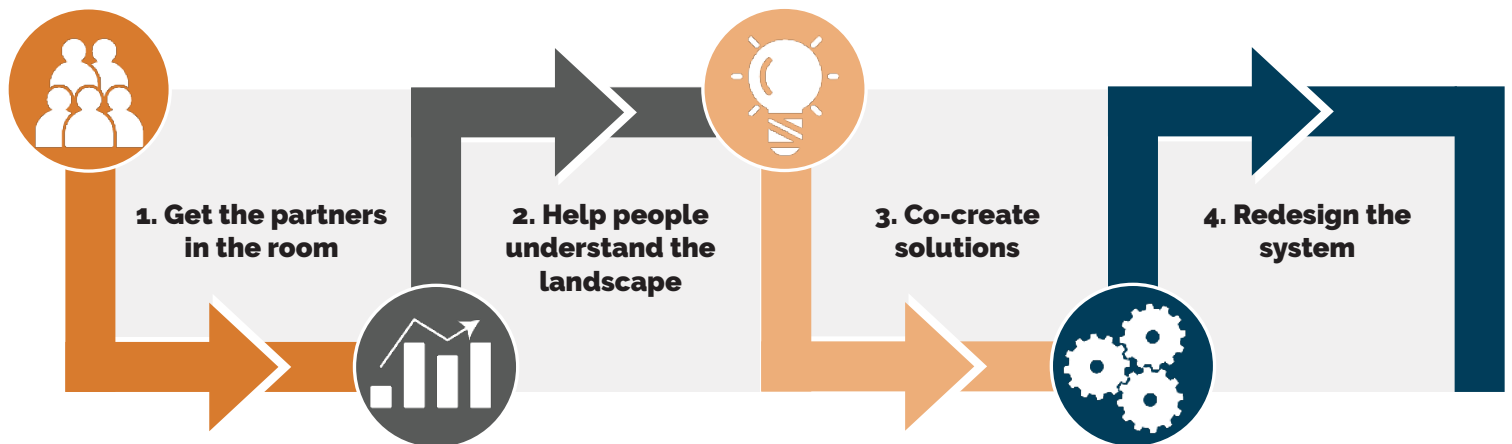 1. Get the partners
in the room
2. Help people
understand the
landscape
3. Co-create
solutions
4. Redesign the
system